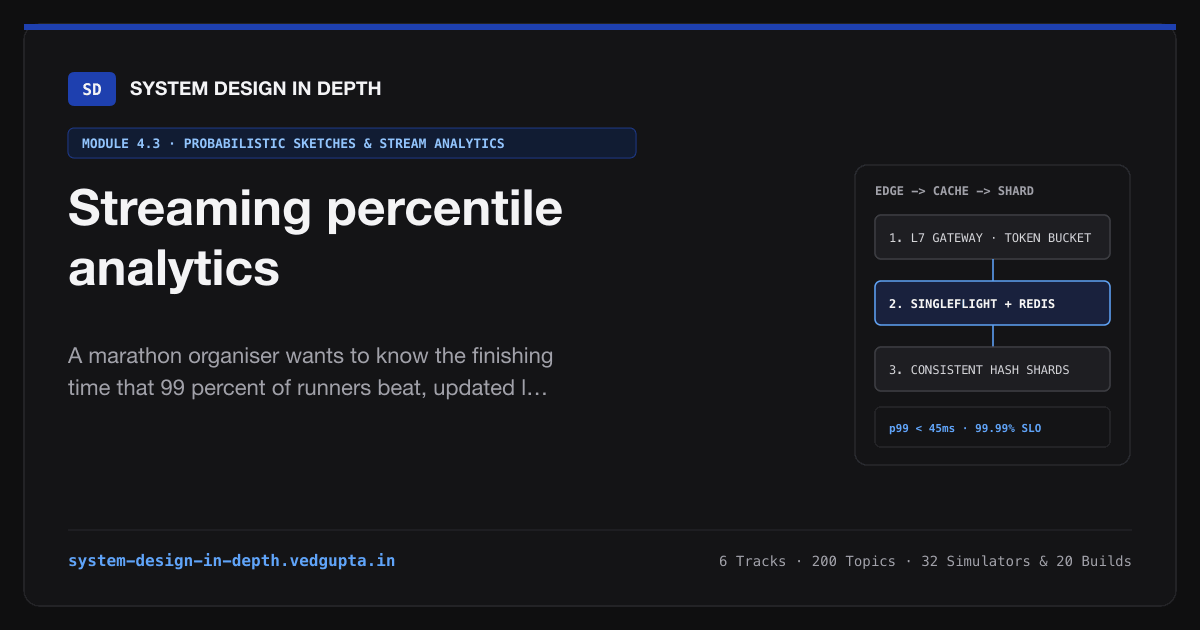 SD
SYSTEM DESIGN IN DEPTH
MODULE 4.3 · PROBABILISTIC SKETCHES & STREAM ANALYTICS
Streaming percentile
analytics
A marathon organiser wants to know the finishing
time that 99 percent of runners beat, updated l…
EDGE -> CACHE -> SHARD
1. L7 GATEWAY · TOKEN BUCKET
2. SINGLEFLIGHT + REDIS
3. CONSISTENT HASH SHARDS
p99 < 45ms · 99.99% SLO
system-design-in-depth.vedgupta.in
6 Tracks · 200 Topics · 32 Simulators & 20 Builds